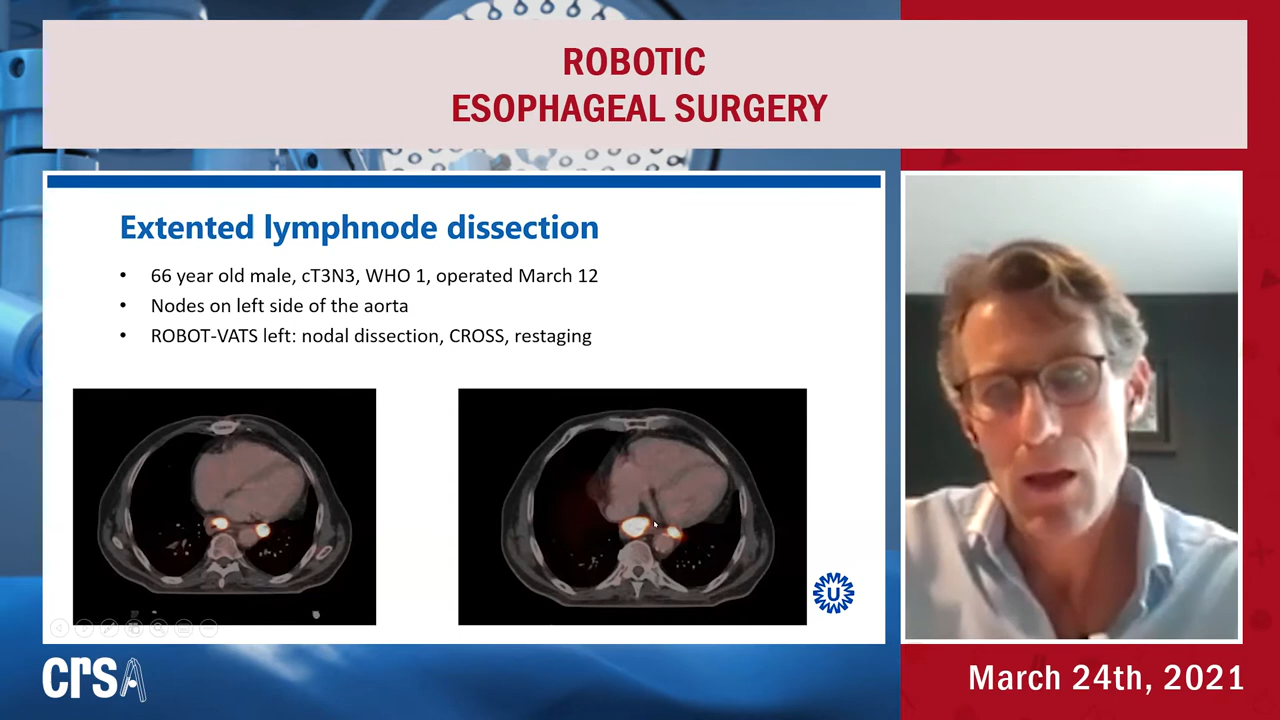 ROBOTIC
ESOPHAGEAL SURGERY
Extented lymphnode dissection
• 66 year old male, cT3N3, WHO 1, operated March 12
• Nodes on left side of the aorta
• ROBOT-VATS left: nodal dissection, CROSS, restaging
U
crsA
March 24th, 2021